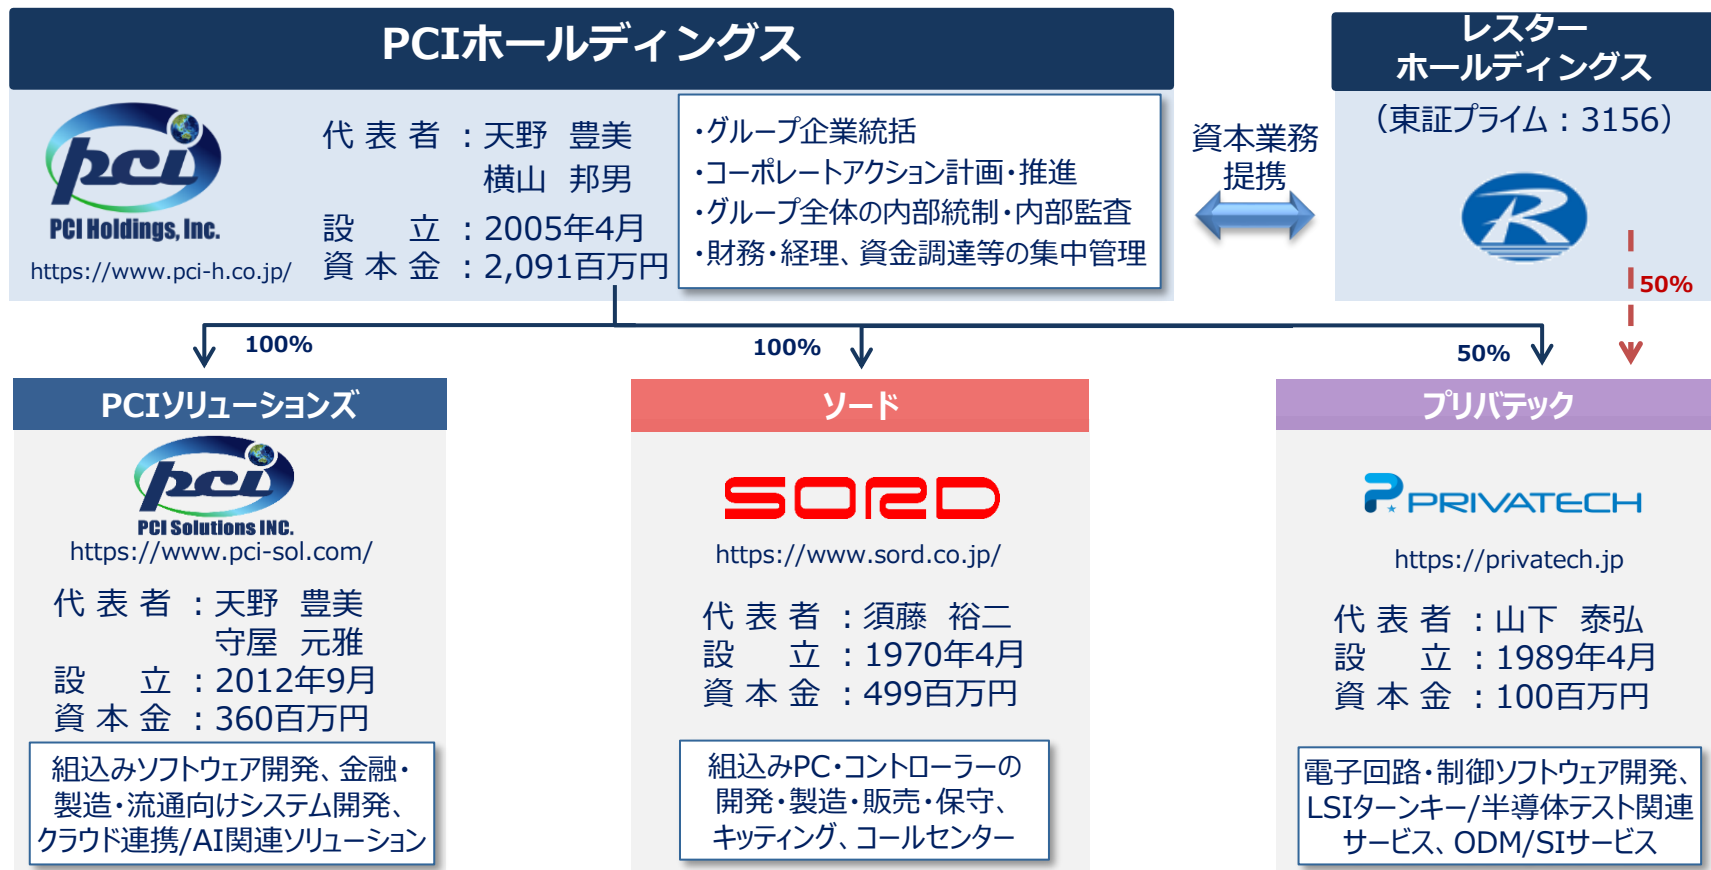 PCIホールディングス
pci
PCI Holdings, Inc.
https://www.pci-h.co.jp/
代 表 者 ：天野　豊美
横山　邦男
設　　立 ：2005年4月
資 本 金 ：2,091百万円
・グループ企業統括
・コーポレートアクション計画・推進
・グループ全体の内部統制・内部監査
・財務・経理、資金調達等の集中管理
資本業務
提携
レスター
ホールディングス
（東証プライム：3156）
R
50%
100%
100%
50%
PCIソリューションズ
pci
PCI Solutions INC.
https://www.pci-sol.com/
代 表 者 ：天野　豊美
守屋　元雅
設　　立 ：2012年9月
資 本 金 ：360百万円
組込みソフトウェア開発、金融・
製造・流通向けシステム開発、
クラウド連携/AI関連ソリューション
ソード
SORD
https://www.sord.co.jp/
代 表 者 ：須藤　裕二
設　　立 ：1970年4月
資 本 金 ：499百万円
組込みPC・コントローラーの
開発・製造・販売・保守、
キッティング、コールセンター
プリバテック
PRIVATECH
https://privatech.jp
代 表 者 ：山下　泰弘
設　　立 ：1989年4月
資 本 金 ：100百万円
電子回路・制御ソフトウェア開発、
LSIターンキー/半導体テスト関連
サービス、ODM/SIサービス